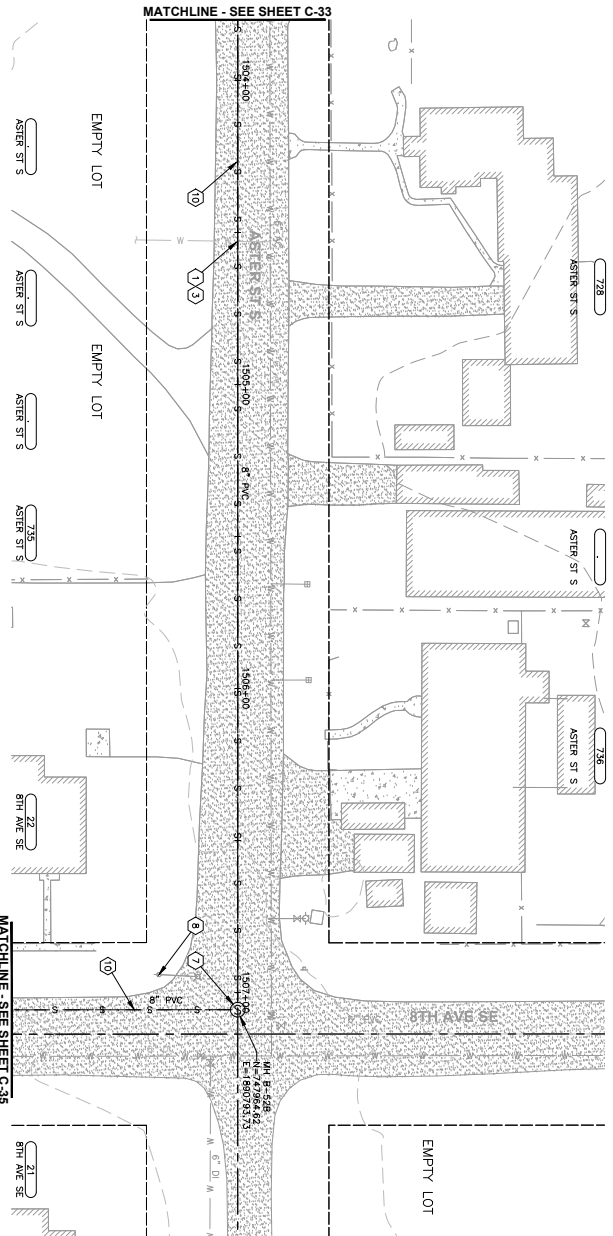 MATCHLINE - SEE SHEET C-33
1504+00
EMPTY LOT
.
ASTER ST S
10
ASTER ST S
728
ASTER ST S
1
3
.
ASTER ST S
EMPTY LOT
1505+00
8" PVC
.
ASTER ST S
735
ASTER ST S
.
ASTER ST S
1506+00
736
ASTER ST S
22
8TH AVE SE
8
7
10
1507+00
8" PVC
8TH AVE SE
MH B-52B
N=747964.62
E=1890793.73
MATCHLINE - SEE SHEET C-35
6" DI
21
8TH AVE SE
EMPTY LOT